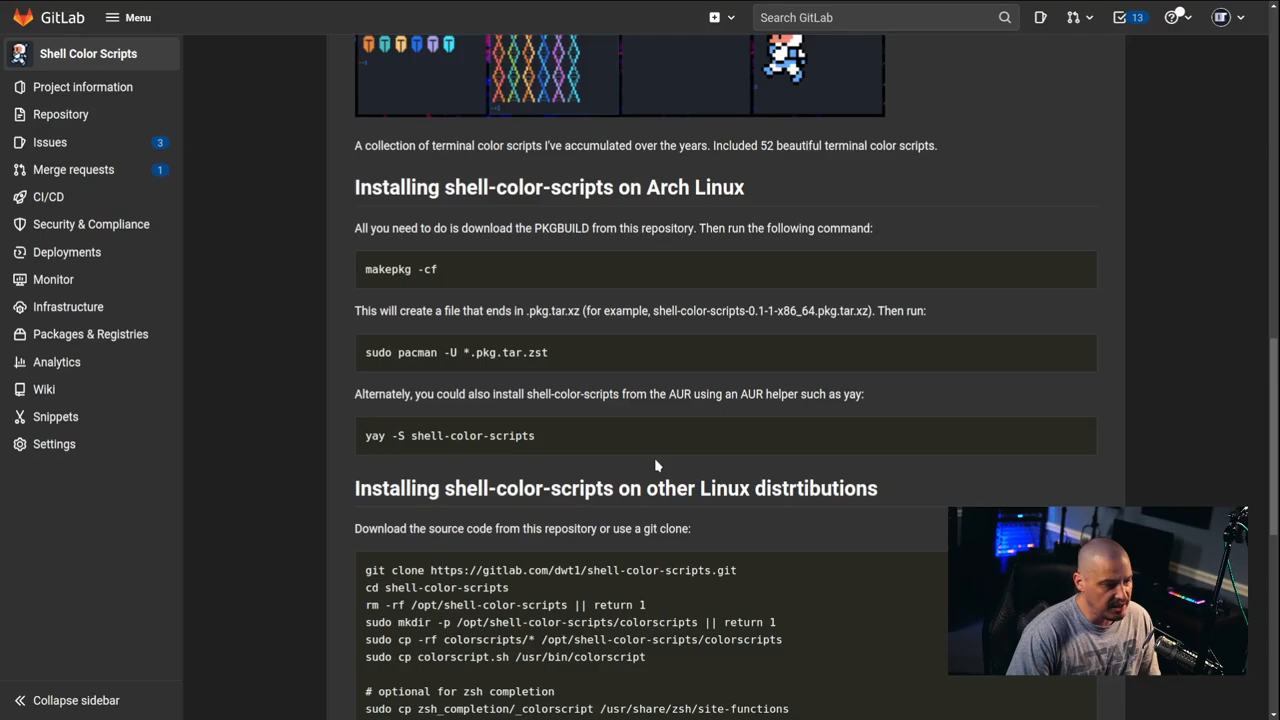 GitLab
Menu
Search GitLab
13
Shell Color Scripts
Project information
Repository
Issues
3
Merge requests
1
CI/CD
Security & Compliance
Deployments
Monitor
Infrastructure
Packages & Registries
Analytics
Wiki
Snippets
Settings
Collapse sidebar
A collection of terminal color scripts I've accumulated over the years. Included 52 beautiful terminal color scripts.
Installing shell-color-scripts on Arch Linux
All you need to do is download the PKGBUILD from this repository. Then run the following command:
makepkg -cf
This will create a file that ends in .pkg.tar.xz (for example, shell-color-scripts-0.1-1-x86_64.pkg.tar.xz). Then run:
sudo pacman -U *.pkg.tar.zst
Alternately, you could also install shell-color-scripts from the AUR using an AUR helper such as yay:
yay -S shell-color-scripts
Installing shell-color-scripts on other Linux distrtibutions
Download the source code from this repository or use a git clone:
git clone https://gitlab.com/dwt1/shell-color-scripts.git
cd shell-color-scripts
rm -rf /opt/shell-color-scripts || return 1
sudo mkdir -p /opt/shell-color-scripts/colorscripts || return 1
sudo cp -rf colorscripts/* /opt/shell-color-scripts/colorscripts
sudo cp colorscript.sh /usr/bin/colorscript
# optional for zsh completion
sudo cp zsh_completion/_colorscript /usr/share/zsh/site-functions